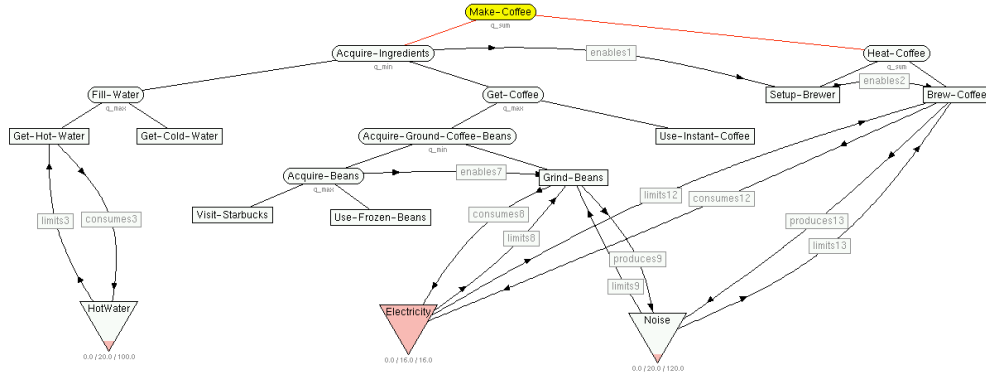 Make-Coffee
q_sum
Acquire-Ingredients
q_min
enables1
Heat-Coffee
q_sum
Fill-Water
q_max
Get-Coffee
q_max
Setup-Brewer
enables2
Brew-Coffee
Get-Hot-Water
Get-Cold-Water
Acquire-Ground-Coffee-Beans
q_min
Use-Instant-Coffee
Acquire-Beans
q_max
enables7
Grind-Beans
Visit-Starbucks
Use-Frozen-Beans
limits3
consumes3
consumes8
limits8
limits12
consumes12
produces9
limits9
produces13
limits13
HotWater
0.0 / 20.0 / 100.0
Electricity
0.0 / 16.0 / 16.0
Noise
0.0 / 20.0 / 120.0